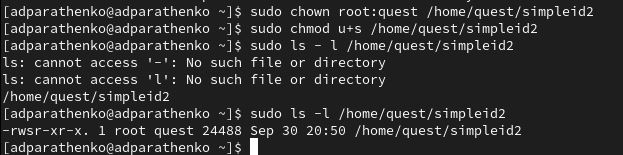 [adparathenko@adparathenko ~]$ sudo chown root:quest /home/quest/simpleid2
[adparathenko@adparathenko ~]$ sudo chmod u+s /home/quest/simpleid2
[adparathenko@adparathenko ~]$ sudo ls - l /home/quest/simpleid2
ls: cannot access '-': No such file or directory
ls: cannot access 'l': No such file or directory
/home/quest/simpleid2
[adparathenko@adparathenko ~]$ sudo ls -l /home/quest/simpleid2
-rwsr-xr-x. 1 root quest 24488 Sep 30 20:50 /home/quest/simpleid2
[adparathenko@adparathenko ~]$